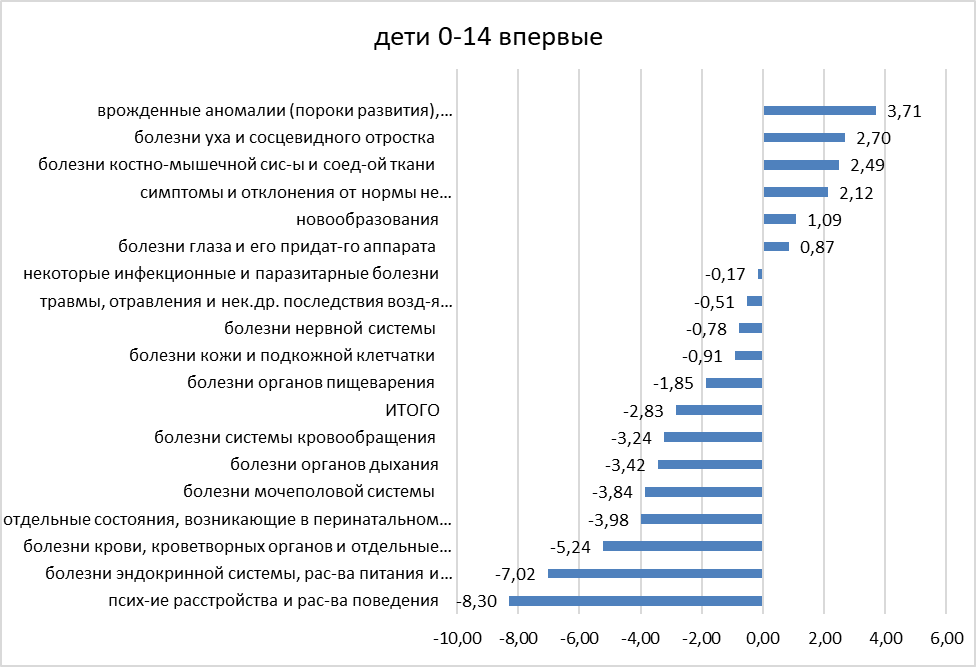 дети 0-14 впервые
врожденные аномалии (пороки развития),... 3,71
болезни уха и сосцевидного отростка 2,70
болезни костно-мышечной сис-ы и соед-ой ткани 2,49
симптомы и отклонения от нормы не... 2,12
новообразования 1,09
болезни глаза и его придат-го аппарата 0,87
некоторые инфекционные и паразитарные болезни -0,17
травмы, отравления и нек.др. последствия возд-я... -0,51
болезни нервной системы -0,78
болезни кожи и подкожной клетчатки -0,91
болезни органов пищеварения -1,85
ИТОГО -2,83
болезни системы кровообращения -3,24
болезни органов дыхания -3,42
болезни мочеполовой системы -3,84
отдельные состояния, возникающие в перинатальном... -3,98
болезни крови, кроветворных органов и отдельные... -5,24
болезни эндокринной системы, рас-ва питания и... -7,02
псих-ие расстройства и рас-ва поведения -8,30
-10,00 -8,00 -6,00 -4,00 -2,00 0,00 2,00 4,00 6,00